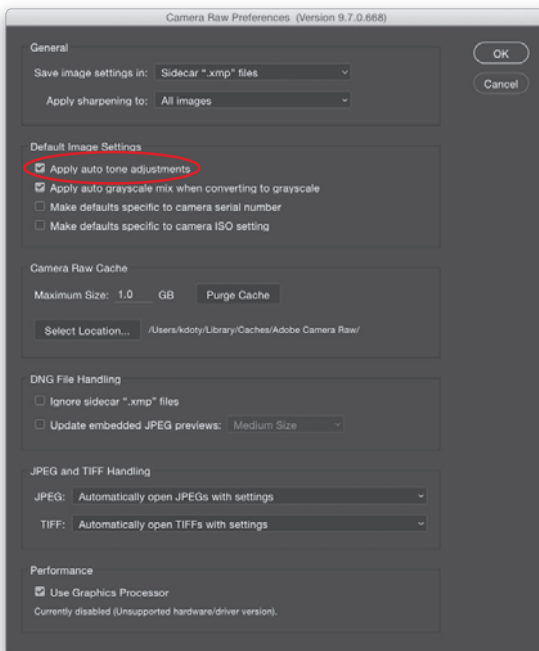 Camera Raw Preferences (Version 9.7.0.668)
General
Save image settings in: Sidecar “.xmp” files
Apply sharpening to: All images
OK
Cancel
Default Image Settings
Apply auto tone adjustments
Apply auto grayscale mix when converting to grayscale
Make defaults specific to camera serial number
Make defaults specific to camera ISO setting
Camera Raw Cache
Maximum Size: 1.0 GB Purge Cache
Select Location... /Users/kdoty/Library/Caches/Adobe Camera Raw/
DNG File Handling
Ignore sidecar “.xmp” files
Update embedded JPEG previews: Medium Size
JPEG and TIFF Handling
JPEG: Automatically open JPEGs with settings
TIFF: Automatically open TIFFs with settings
Performance
Use Graphics Processor
Currently disabled (Unsupported hardware/driver version).